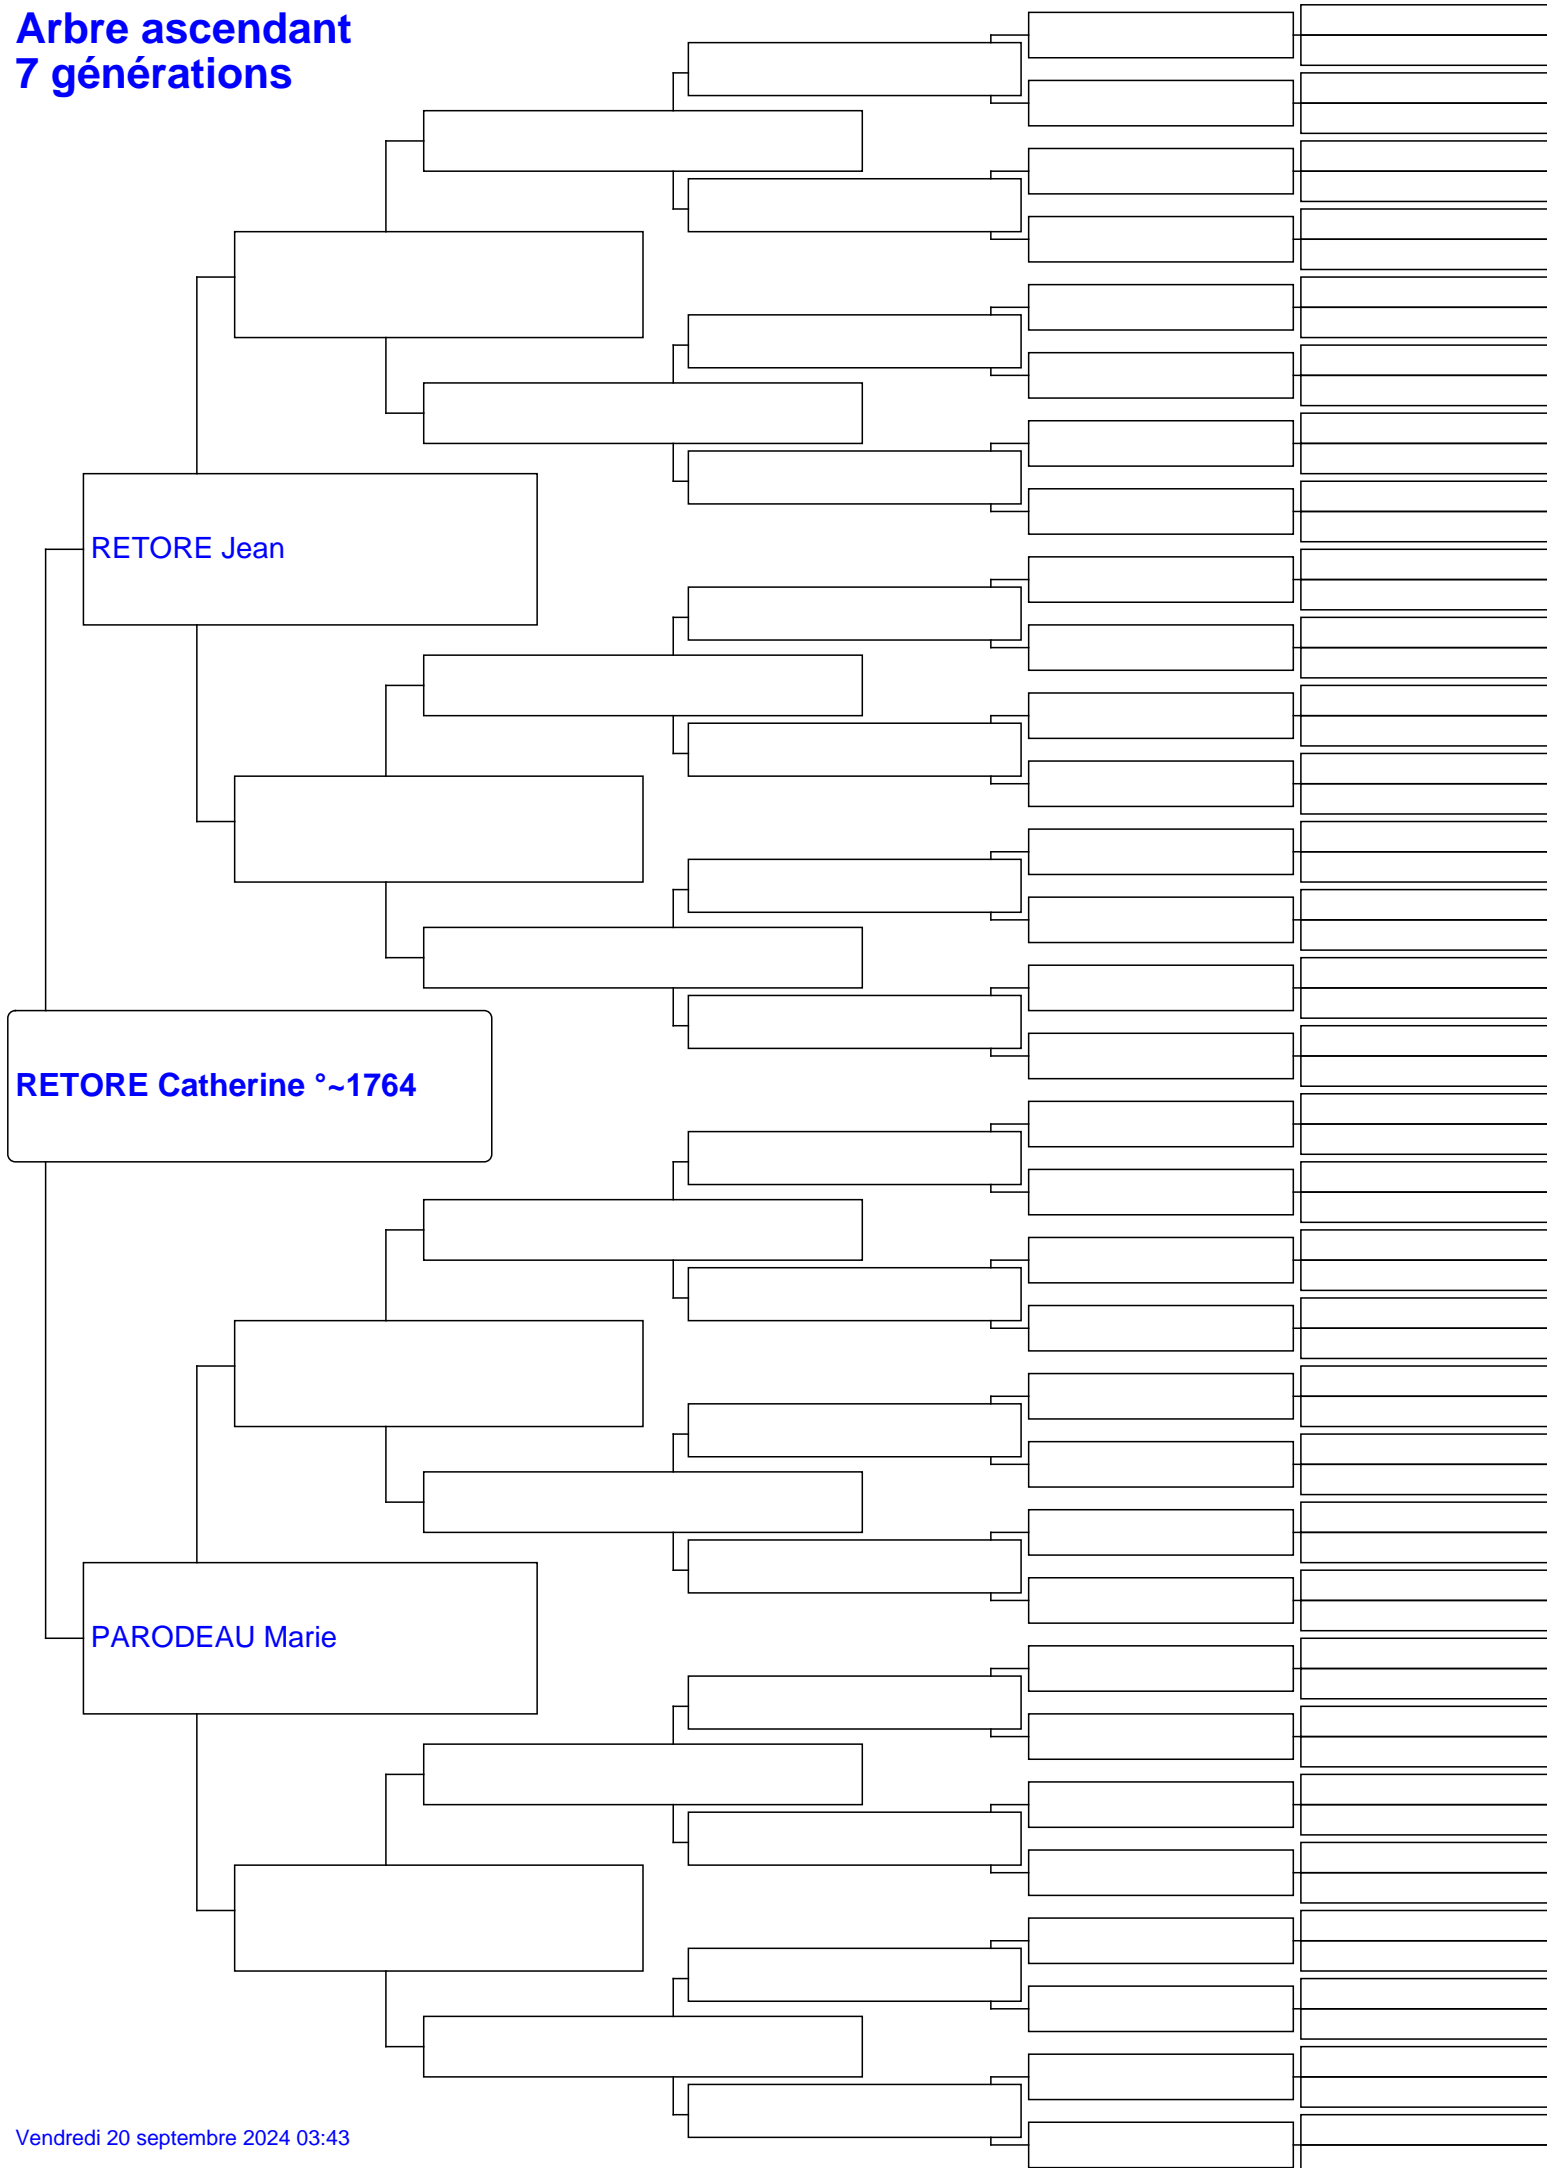 Arbre ascendant
7 générations
RETORE Jean
RETORE Catherine °~1764
PARODEAU Marie
Vendredi 20 septembre 2024 03:43